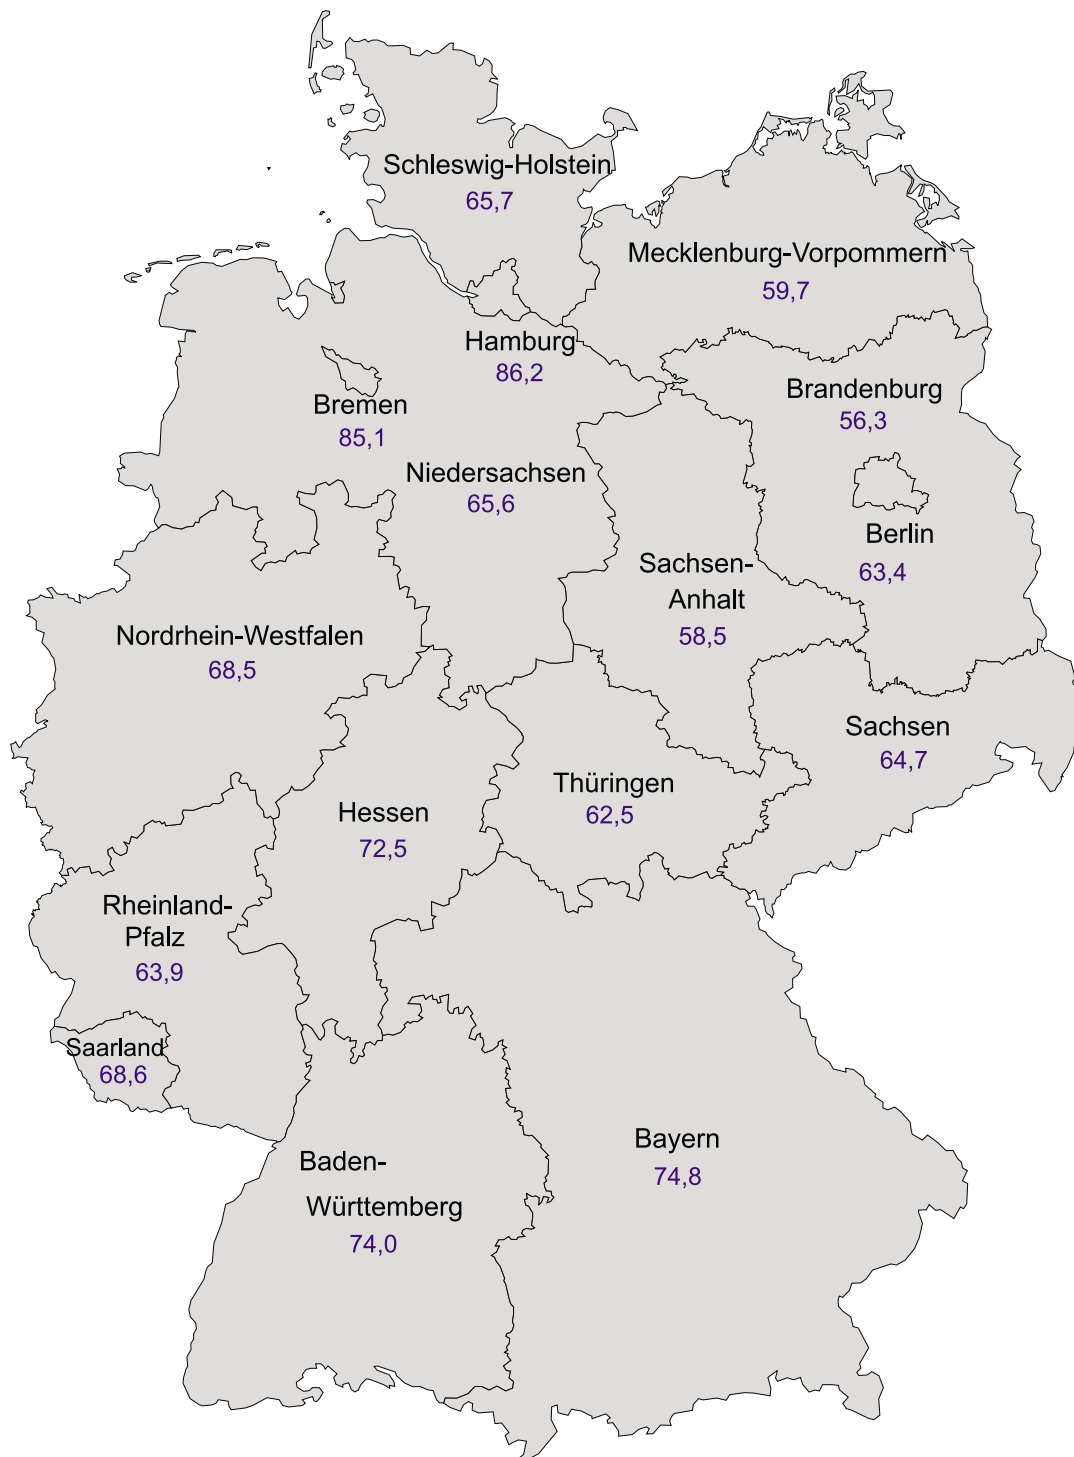 Schleswig-Holstein
65,7
Mecklenburg-Vorpommern
59,7
Hamburg
86,2
Bremen
85,1
Brandenburg
56,3
Niedersachsen
65,6
Berlin
63,4
Sachsen-
Anhalt
58,5
Nordrhein-Westfalen
68,5
Sachsen
64,7
Thüringen
62,5
Hessen
72,5
Rheinland-
Pfalz
63,9
Saarland
68,6
Bayern
74,8
Baden-
Württemberg
74,0